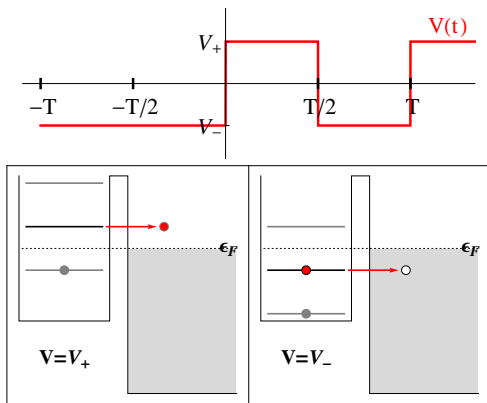 V(t)
V₊
−T −T/2 T/2 T
V₋
ϵF ϵF
V=V₊ V=V₋